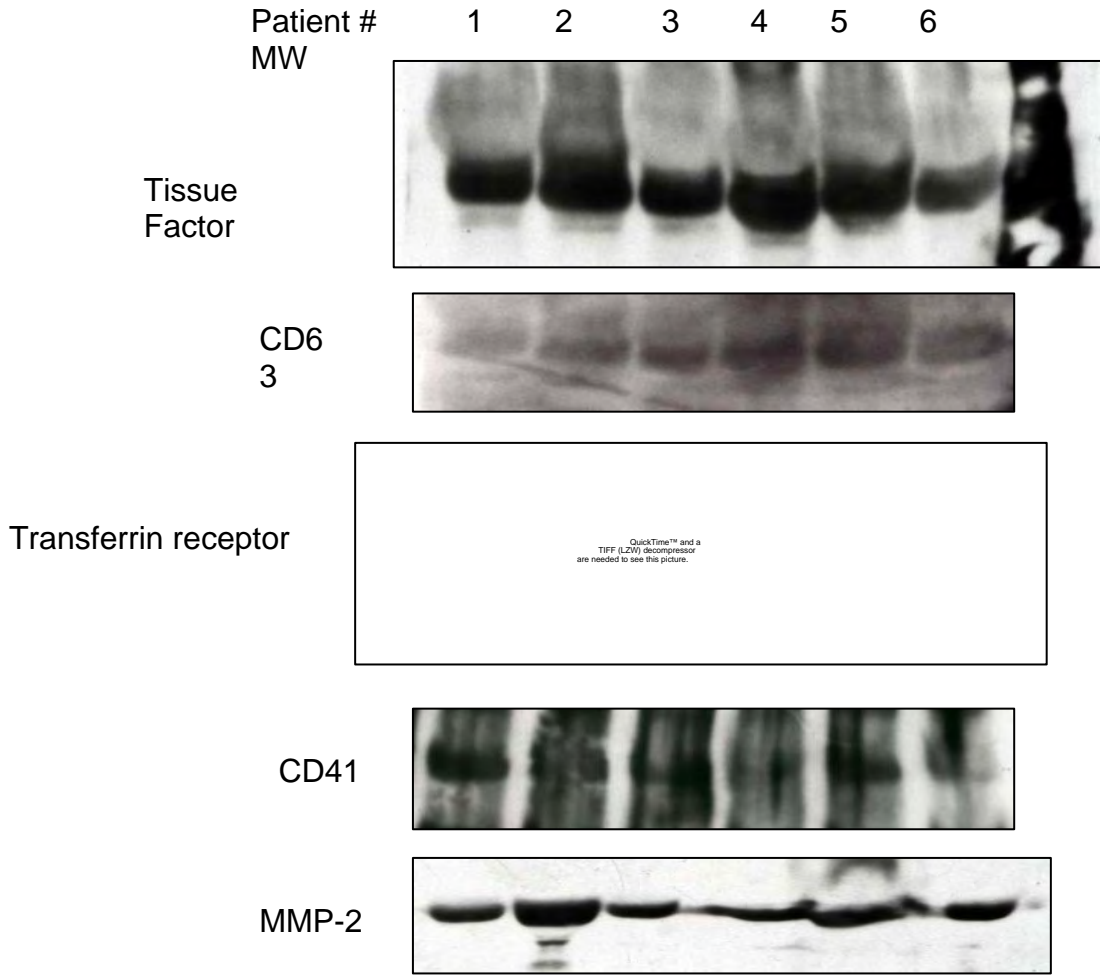 Patient # 1 2 3 4 5 6
MW
Tissue
Factor
CD6
3
Transferrin receptor
QuickTime™ and a
TIFF (LZW) decompressor
are needed to see this picture.
CD41
MMP-2